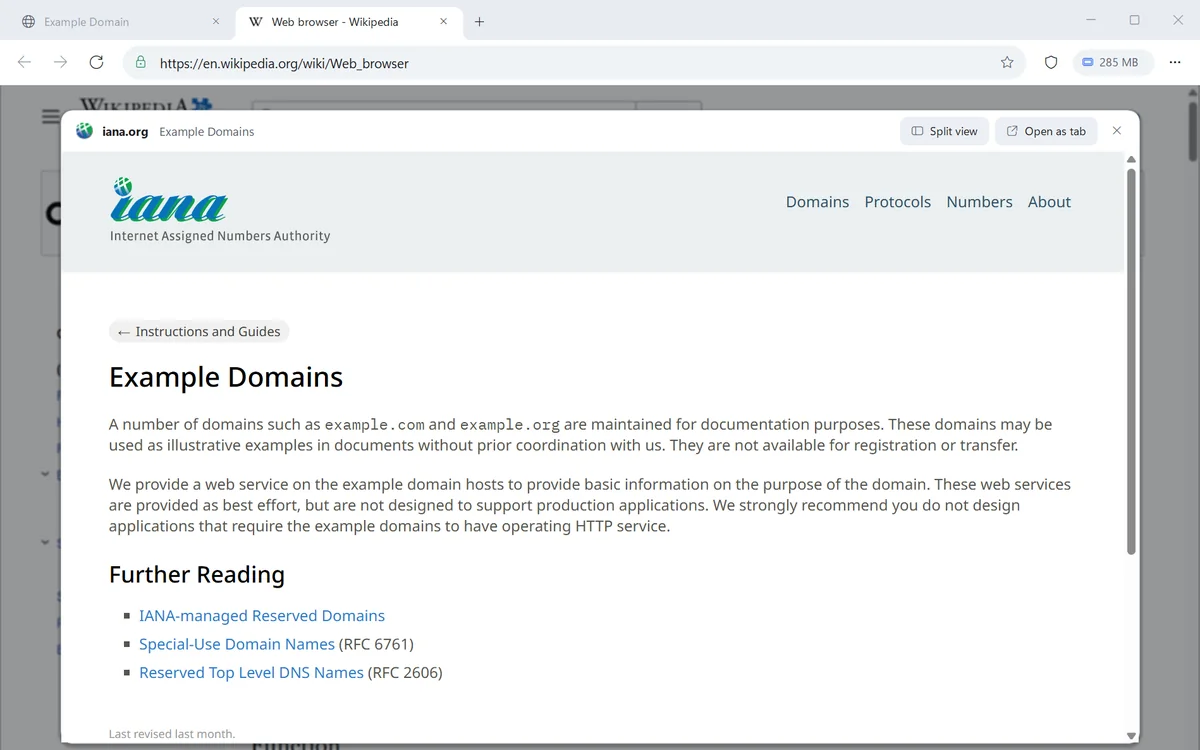 Example Domain
Web browser - Wikipedia
https://en.wikipedia.org/wiki/Web_browser
285 MB
WIKIPEDIA
iana.org Example Domains
Split view
Open as tab
iana
Internet Assigned Numbers Authority
Domains Protocols Numbers About
← Instructions and Guides
Example Domains
A number of domains such as example.com and example.org are maintained for documentation purposes. These domains may be
used as illustrative examples in documents without prior coordination with us. They are not available for registration or transfer.
We provide a web service on the example domain hosts to provide basic information on the purpose of the domain. These web services
are provided as best effort, but are not designed to support production applications. We strongly recommend you do not design
applications that require the example domains to have operating HTTP service.
Further Reading
IANA-managed Reserved Domains
Special-Use Domain Names (RFC 6761)
Reserved Top Level DNS Names (RFC 2606)
Last revised last month.
Function